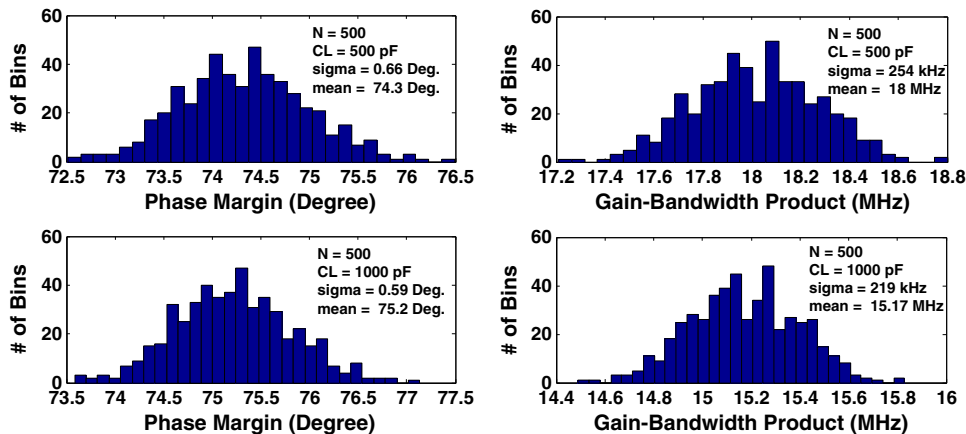 60
40
20
0
# of Bins
N = 500
CL = 500 pF
sigma = 0.66 Deg.
mean = 74.3 Deg.
72.5 73 73.5 74 74.5 75 75.5 76 76.5
Phase Margin (Degree)
60
40
20
0
# of Bins
N = 500
CL = 500 pF
sigma = 254 kHz
mean = 18 MHz
17.2 17.4 17.6 17.8 18 18.2 18.4 18.6 18.8
Gain-Bandwidth Product (MHz)
60
40
20
0
# of Bins
N = 500
CL = 1000 pF
sigma = 0.59 Deg.
mean = 75.2 Deg.
73.5 74 74.5 75 75.5 76 76.5 77 77.5
Phase Margin (Degree)
60
40
20
0
# of Bins
N = 500
CL = 1000 pF
sigma = 219 kHz
mean = 15.17 MHz
14.4 14.6 14.8 15 15.2 15.4 15.6 15.8 16
Gain-Bandwidth Product (MHz)